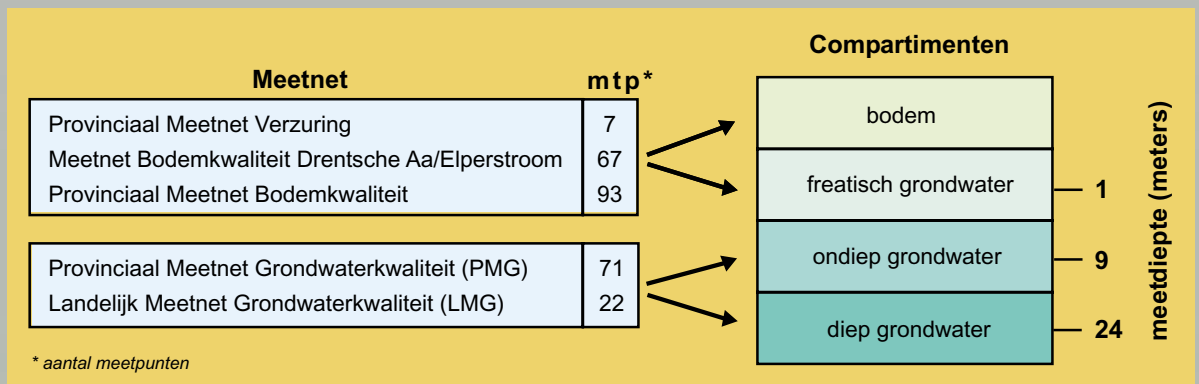 Meetnet mtp*
Provinciaal Meetnet Verzuring 7
Meetnet Bodemkwaliteit Drentsche Aa/Elperstroom 67
Provinciaal Meetnet Bodemkwaliteit 93
Provinciaal Meetnet Grondwaterkwaliteit (PMG) 71
Landelijk Meetnet Grondwaterkwaliteit (LMG) 22
* aantal meetpunten
Compartimenten
bodem
freatisch grondwater 1
ondiep grondwater 9
diep grondwater 24
meetdiepte (meters)